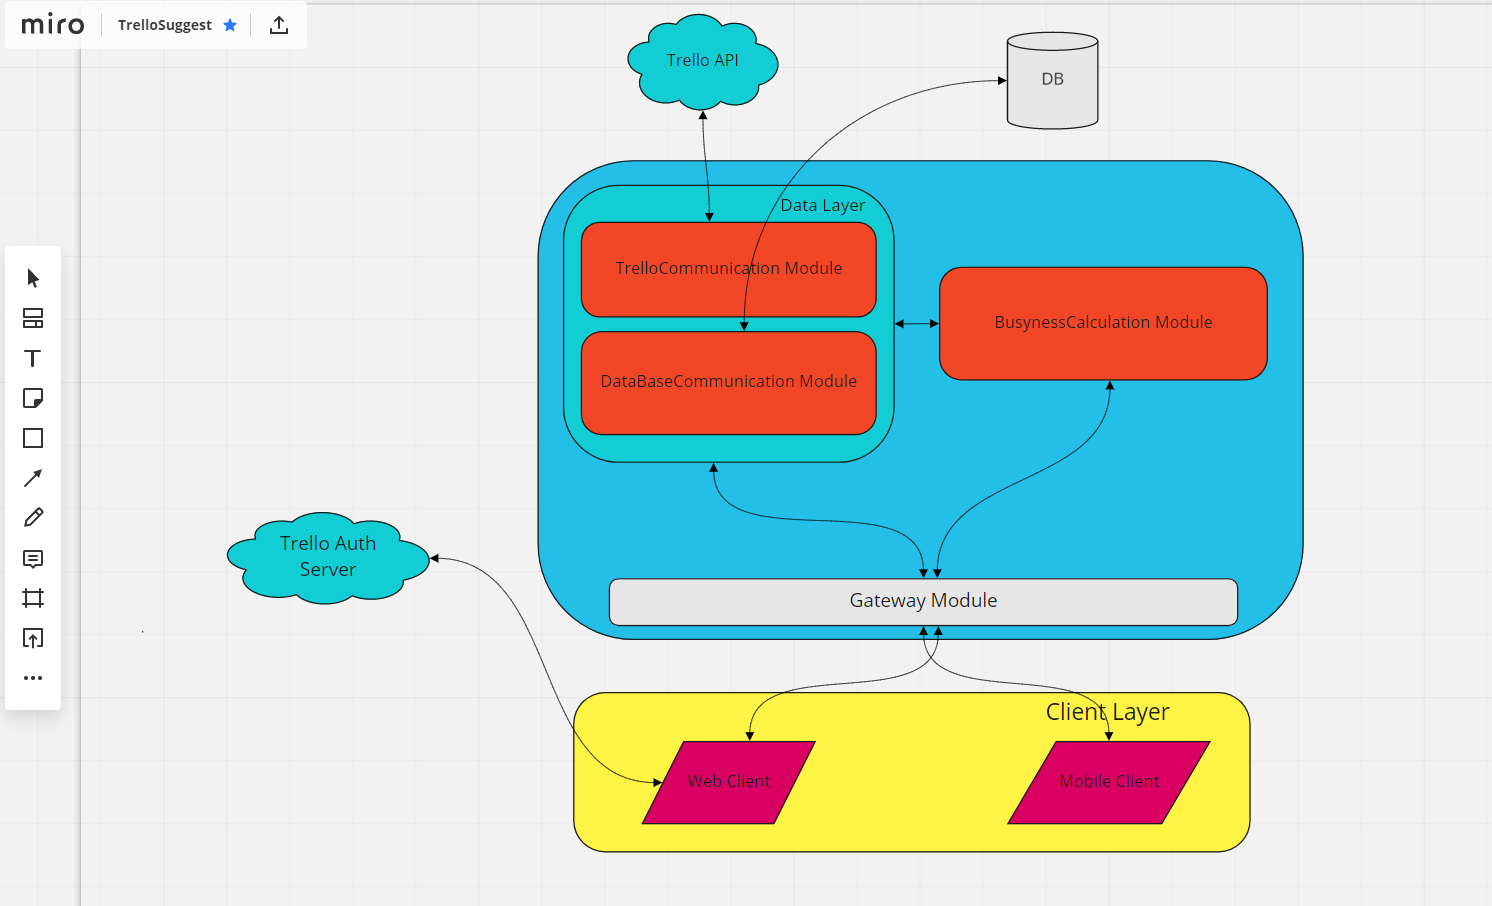 miro
TrelloSuggest
Trello API
DB
Data Layer
TrelloCommunication Module
BusynessCalculation Module
DataBaseCommunication Module
Trello Auth
Server
Gateway Module
Client Layer
Web Client
Mobile Client